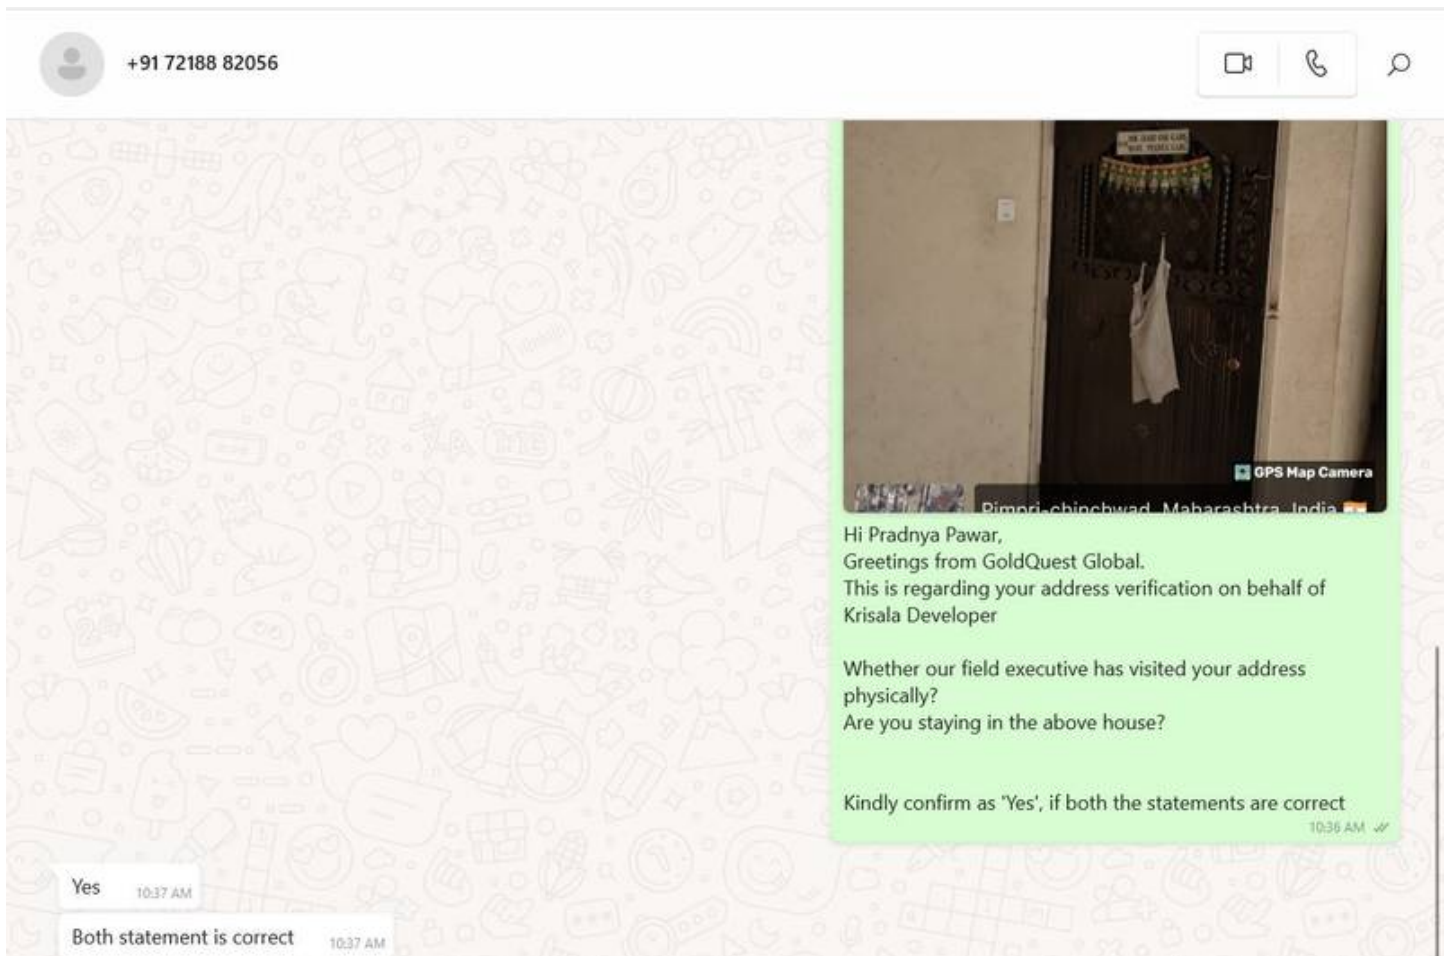 +91 72188 82056
GPS Map Camera
Pimpri-chinchwad, Maharashtra, India
Hi Pradnya Pawar,
Greetings from GoldQuest Global.
This is regarding your address verification on behalf of
Krisala Developer
Whether our field executive has visited your address
physically?
Are you staying in the above house?
Kindly confirm as 'Yes', if both the statements are correct
10:36 AM
Yes 10:37 AM
Both statement is correct 10:37 AM